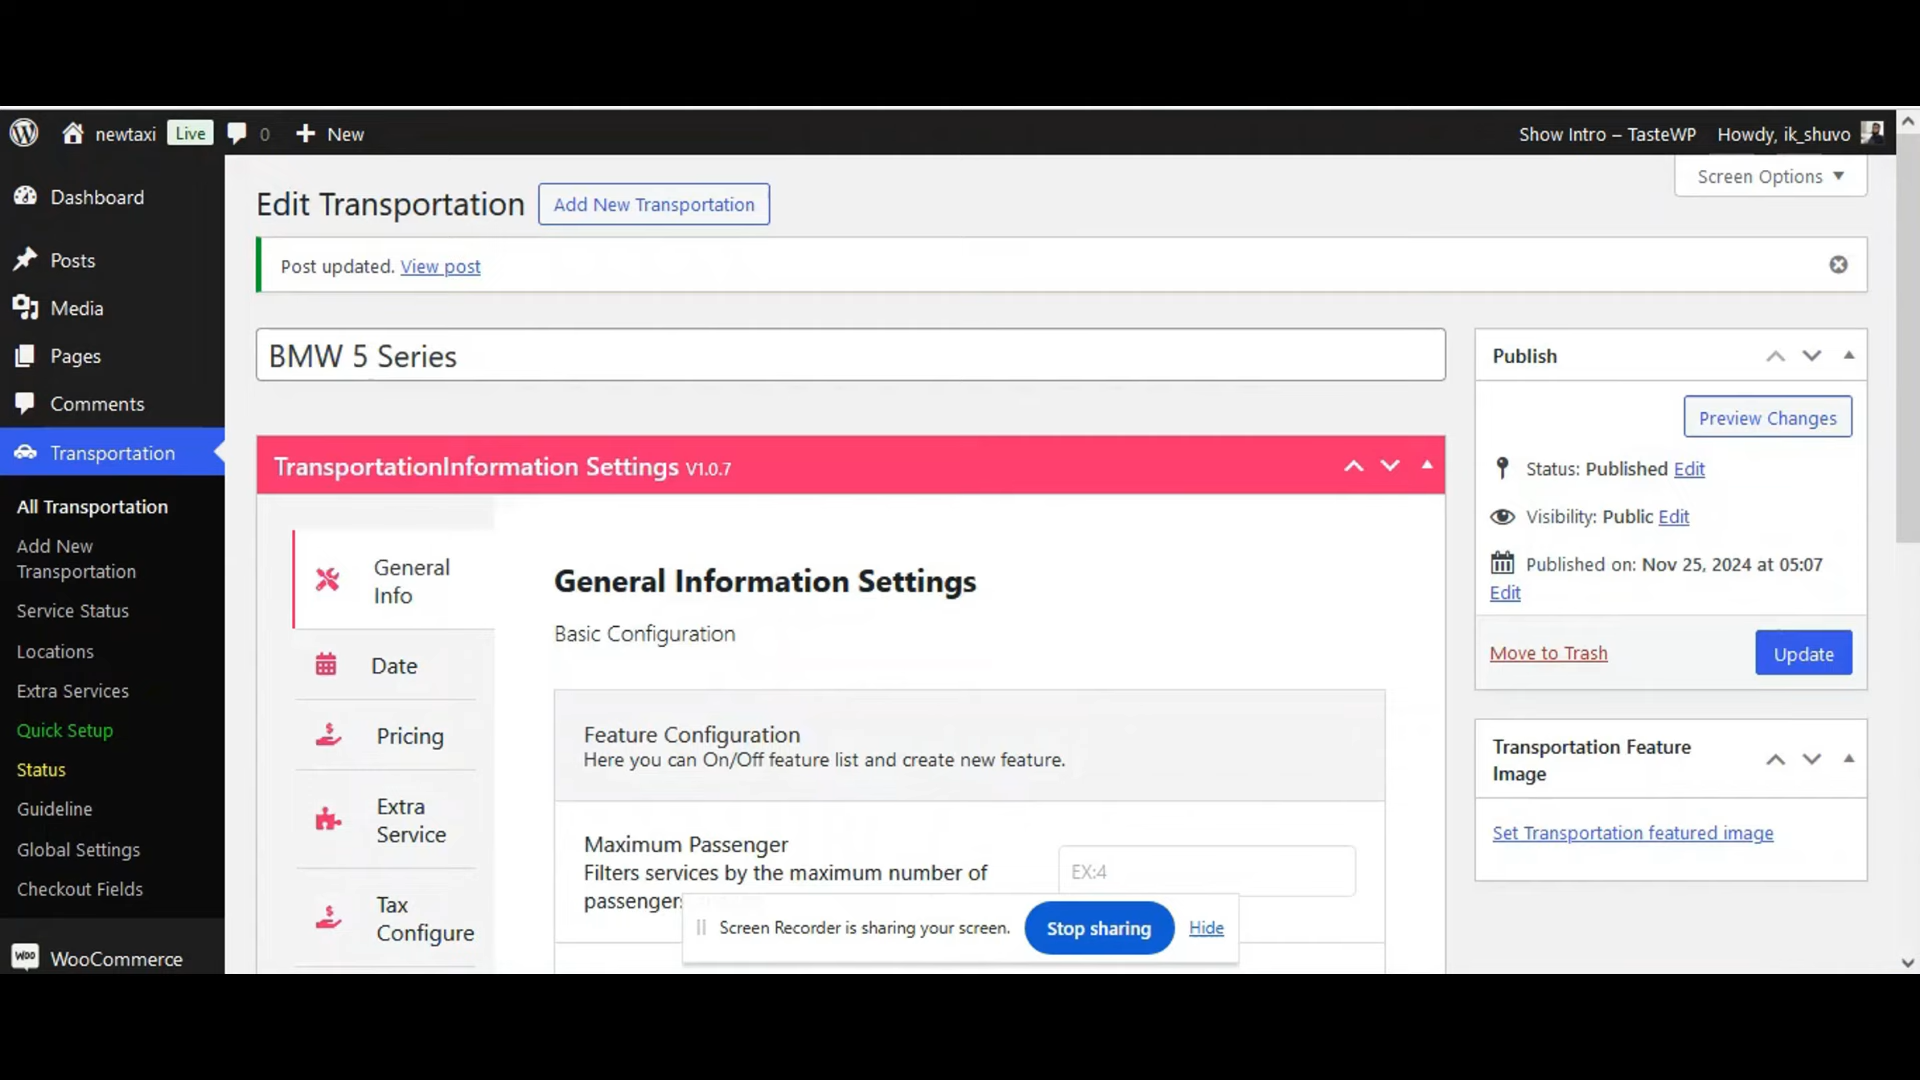 newtaxi Live 0 New Show Intro – TasteWP Howdy, ik_shuvo
Screen Options
Dashboard
Posts
Media
Pages
Comments
Transportation
All Transportation
Add New
Transportation
Service Status
Locations
Extra Services
Quick Setup
Status
Guideline
Global Settings
Checkout Fields
WOO WooCommerce
Edit Transportation Add New Transportation
Post updated. View post
BMW 5 Series
TransportationInformation Settings V1.0.7
General
Info
Date
Pricing
Extra
Service
Tax
Configure
General Information Settings
Basic Configuration
Feature Configuration
Here you can On/Off feature list and create new feature.
Maximum Passenger
Filters services by the maximum number of
passenger
EX:4
Screen Recorder is sharing your screen. Stop sharing Hide
Publish
Preview Changes
Status: Published Edit
Visibility: Public Edit
Published on: Nov 25, 2024 at 05:07
Edit
Move to Trash Update
Transportation Feature
Image
Set Transportation featured image